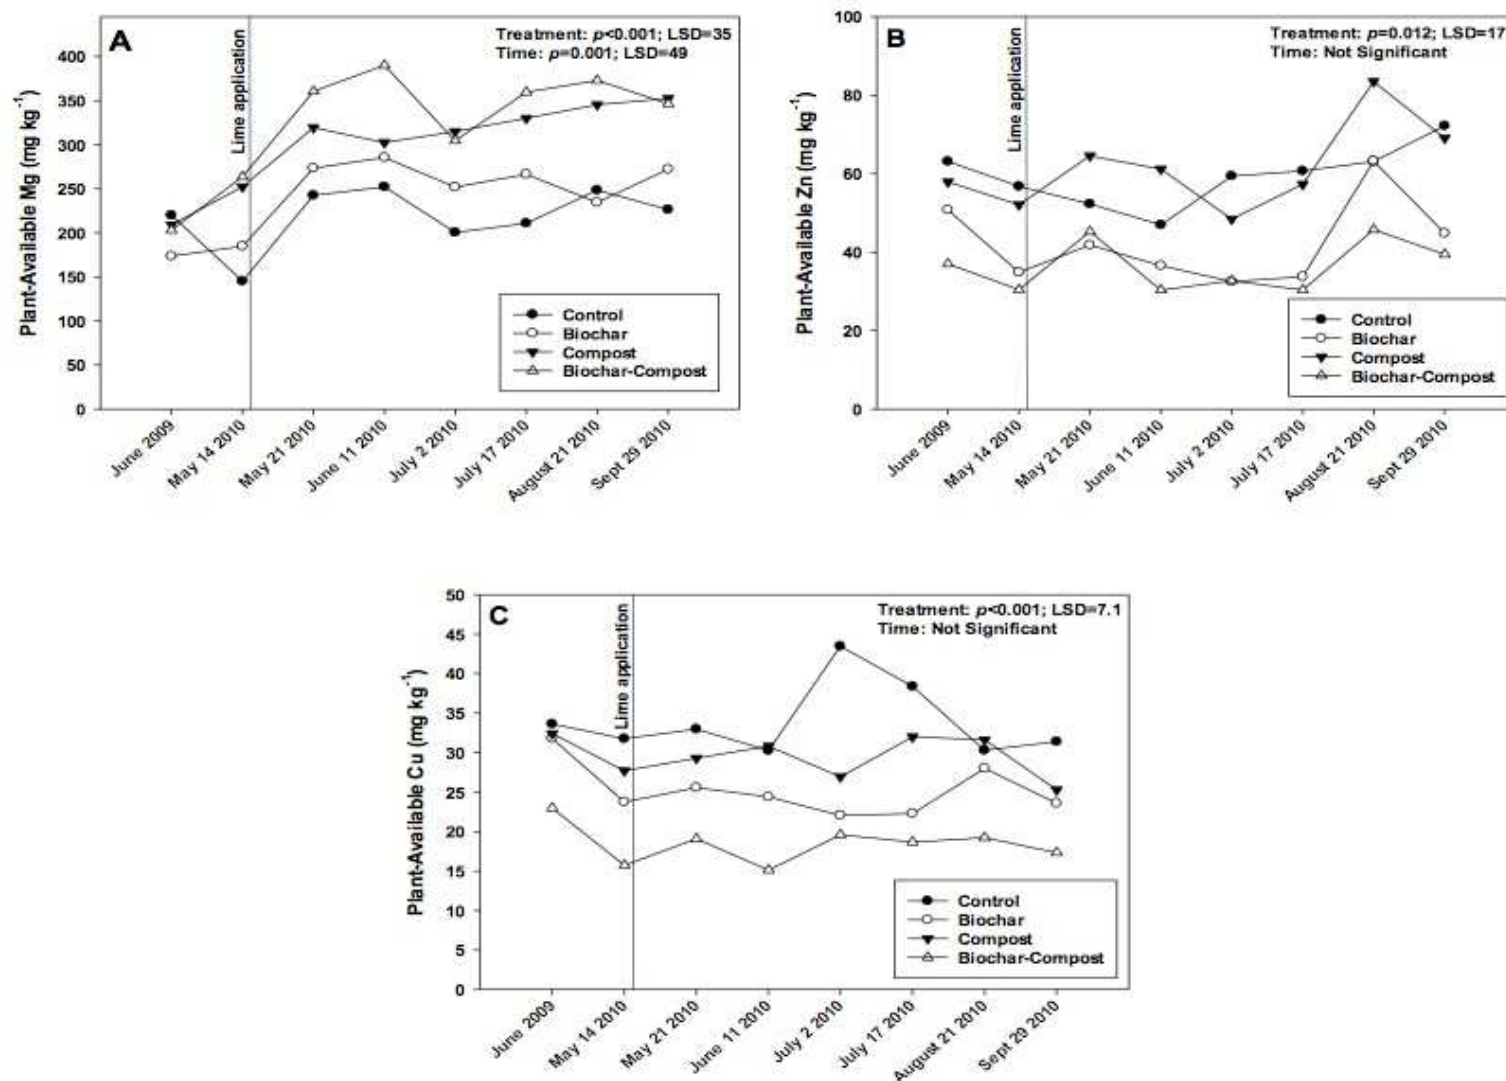 A
Treatment: p<0.001; LSD=35
Time: p=0.001; LSD=49
Lime application
Plant-Available Mg (mg kg-1)
400
350
300
250
200
150
100
50
0
Control
Biochar
Compost
Biochar-Compost
June 2009
May 14 2010
May 21 2010
June 11 2010
July 2 2010
July 17 2010
August 21 2010
Sept 29 2010
B
Treatment: p=0.012; LSD=17
Time: Not Significant
Lime application
Plant-Available Zn (mg kg-1)
100
80
60
40
20
0
Control
Biochar
Compost
Biochar-Compost
June 2009
May 14 2010
May 21 2010
June 11 2010
July 2 2010
July 17 2010
August 21 2010
Sept 29 2010
C
Treatment: p<0.001; LSD=7.1
Time: Not Significant
Lime application
Plant-Available Cu (mg kg-1)
50
45
40
35
30
25
20
15
10
5
0
Control
Biochar
Compost
Biochar-Compost
June 2009
May 14 2010
May 21 2010
June 11 2010
July 2 2010
July 17 2010
August 21 2010
Sept 29 2010